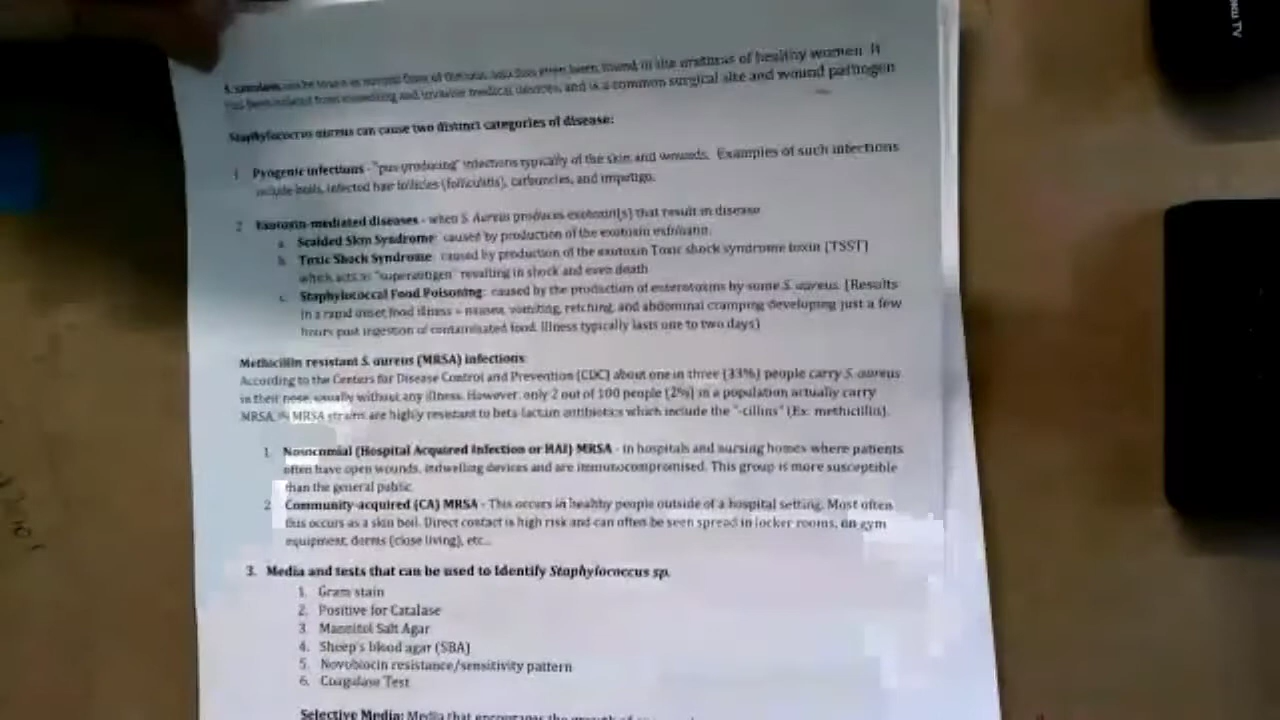 in the urethras of healthy women. It
has been isolated from and invasive medical devices, and is a common surgical site and wound pathogen
Staphylococcus aureus can cause two distinct categories of disease:
1. Pyogenic infections - "pus-producing" infections typically of the skin and wounds. Examples of such infections
include boils, infected hair follicles (folliculitis), carbuncles, and impetigo.
2. Exotoxin-mediated diseases - when S. Aureus produces exotoxin[s] that result in disease
a. Scalded Skin Syndrome: caused by production of the exotoxin exfoliatin.
b. Toxic Shock Syndrome: caused by production of the exotoxin Toxic shock syndrome toxin [TSST]
which acts as "superantigen" resulting in shock and even death
c. Staphylococcal Food Poisoning: caused by the production of enterotoxins by some S. aureus. [Results
in a rapid onset food illness - nausea, vomiting, retching, and abdominal cramping developing just a few
hours post ingestion of contaminated food. Illness typically lasts one to two days)
Methicillin resistant S. aureus (MRSA) infections
According to the Centers for Disease Control and Prevention (CDC) about one in three (33%) people carry S. aureus
in their nose, usually without any illness. However, only 2 out of 100 people (2%) in a population actually carry
MRSA. MRSA strains are highly resistant to beta-lactam antibiotics which include the "-cillins" (Ex: methicillin).
1. Nosocomial (Hospital Acquired Infection or HAI) MRSA - in hospitals and nursing homes where patients
often have open wounds, indwelling devices and are immunocompromised. This group is more susceptible
than the general public
2. Community-acquired (CA) MRSA - This occurs in healthy people outside of a hospital setting. Most often
this occurs as a skin boil. Direct contact is high risk and can often be seen spread in locker rooms, on gym
equipment, dorms (close living), etc...
3. Media and tests that can be used to Identify Staphylococcus sp.
1. Gram stain
2. Positive for Catalase
3. Mannitol Salt Agar
4. Sheep's blood agar (SBA)
5. Novobiocin resistance/sensitivity pattern
6. Coagulase Test
Selective Media: Media that encourages the growth of
TV